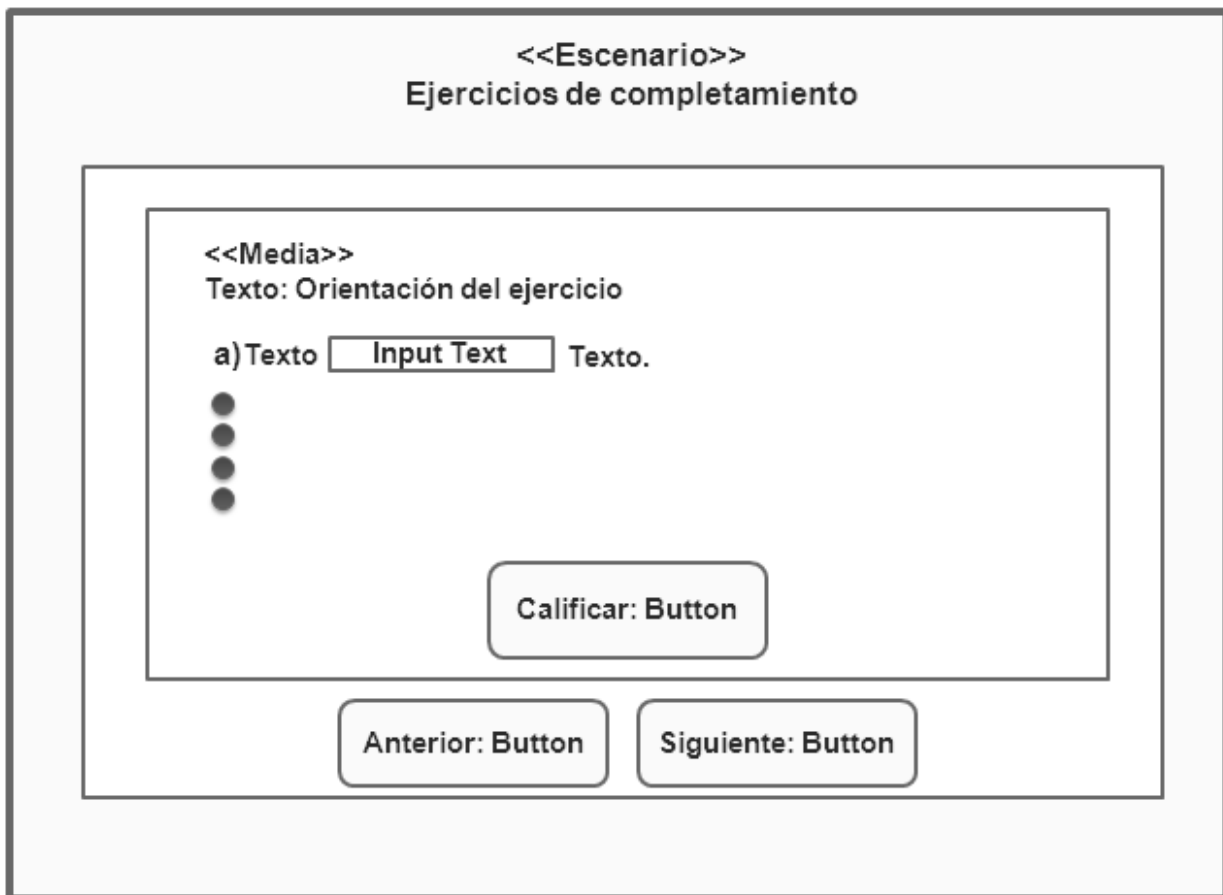 <<Escenario>>
Ejercicios de completamiento
<<Media>>
Texto: Orientación del ejercicio
a) Texto Input Text Texto.
Calificar: Button
Anterior: Button Siguiente: Button